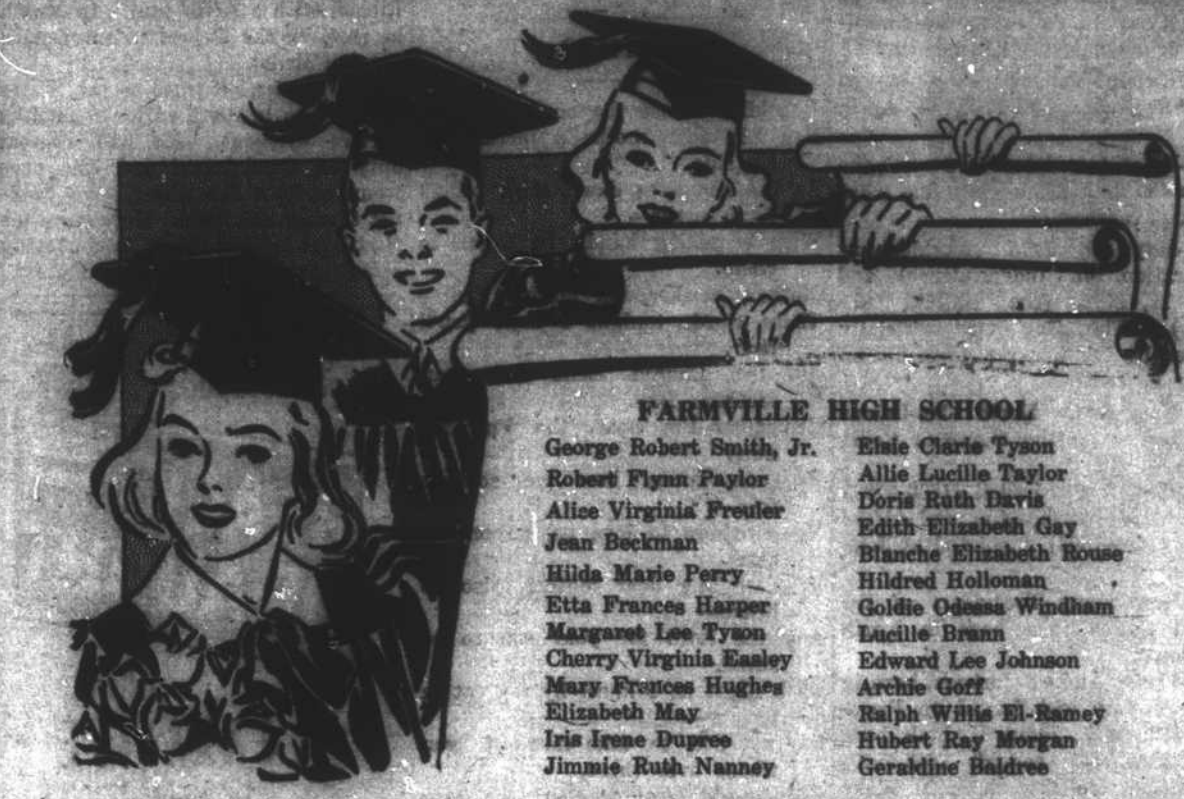 FARMVILLE HIGH SCHOOL
George Robert Smith, Jr.
Robert Flynn Paylor
Alice Virginia Freuler
Jean Beckman
Hilda Marie Perry
Etta Frances Harper
Margaret Lee Tyson
Cherry Virginia Easley
Mary Frances Hughes
Elizabeth May
Iris Irene Dupree
Jimmie Ruth Nanney
Elsie Clarie Tyson
Allie Lucille Taylor
Doris Ruth Davis
Edith Elizabeth Gay
Blanche Elizabeth Rouse
Hildred Holloman
Goldie Odessa Windham
Lucille Brann
Edward Lee Johnson
Archie Goff
Ralph Willis El-Ramey
Hubert Ray Morgan
Geraldine Baldree